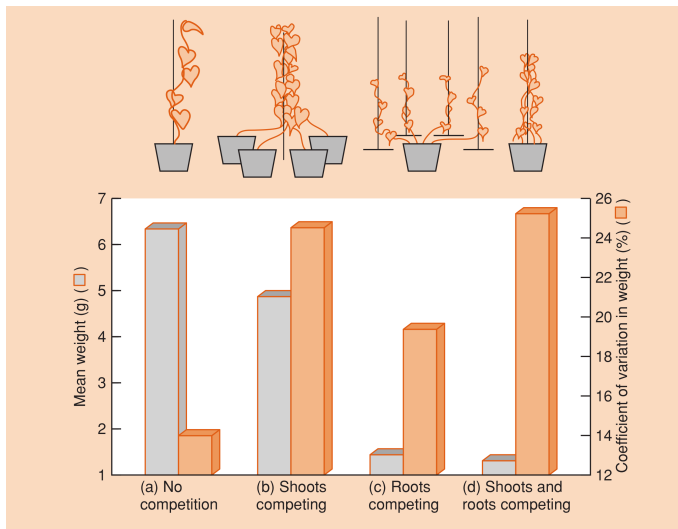 7
6
5
4
3
2
1
Mean weight (g) ( )
26
24
22
20
18
16
14
12
Coefficient of variation in weight (%) ( )
(a) No
competition
(b) Shoots
competing
(c) Roots
competing
(d) Shoots and
roots competing